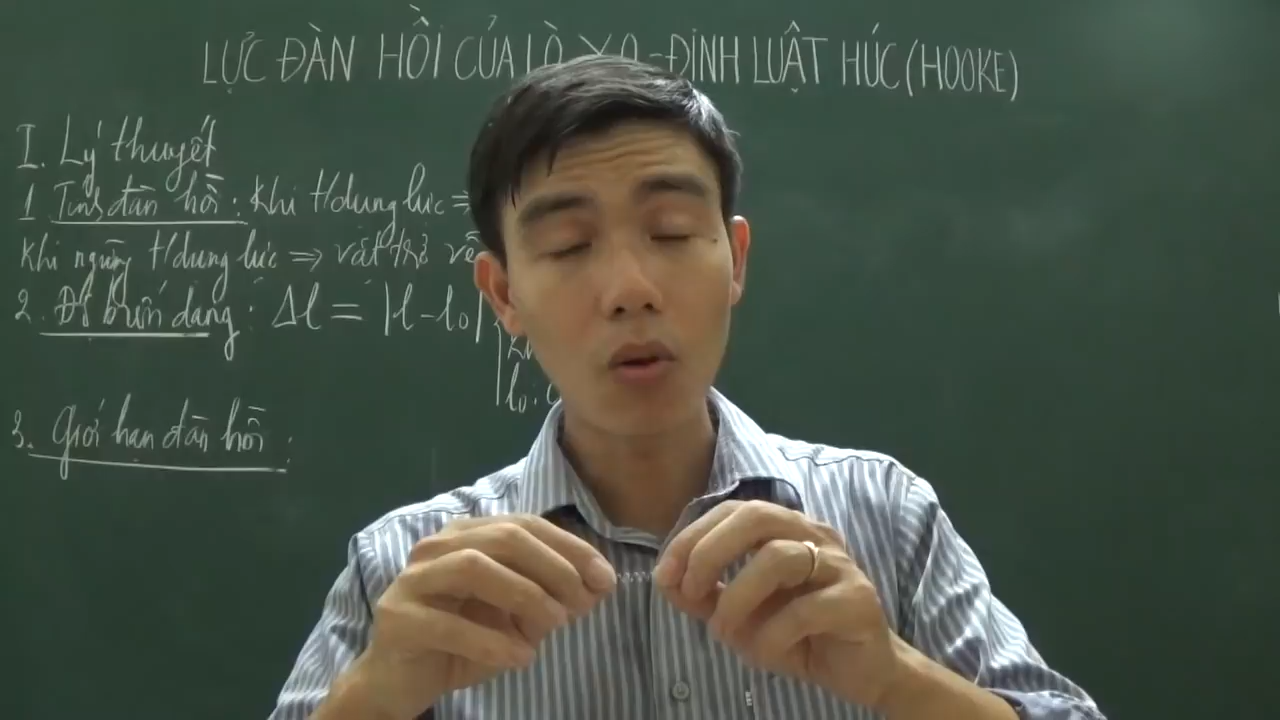 LỰC ĐÀN HỒI CỦA LÒ XO - ĐỊNH LUẬT HÚC (HOOKE)
I. Lý thuyết
1 Tính đàn hồi : Khi t/dụng lực ⇒
Khi ngừng t/dụng lực ⇒ vật trở về
2. Độ biến dạng : Δl = |l - l₀|
l₀:
3. Giới hạn đàn hồi :